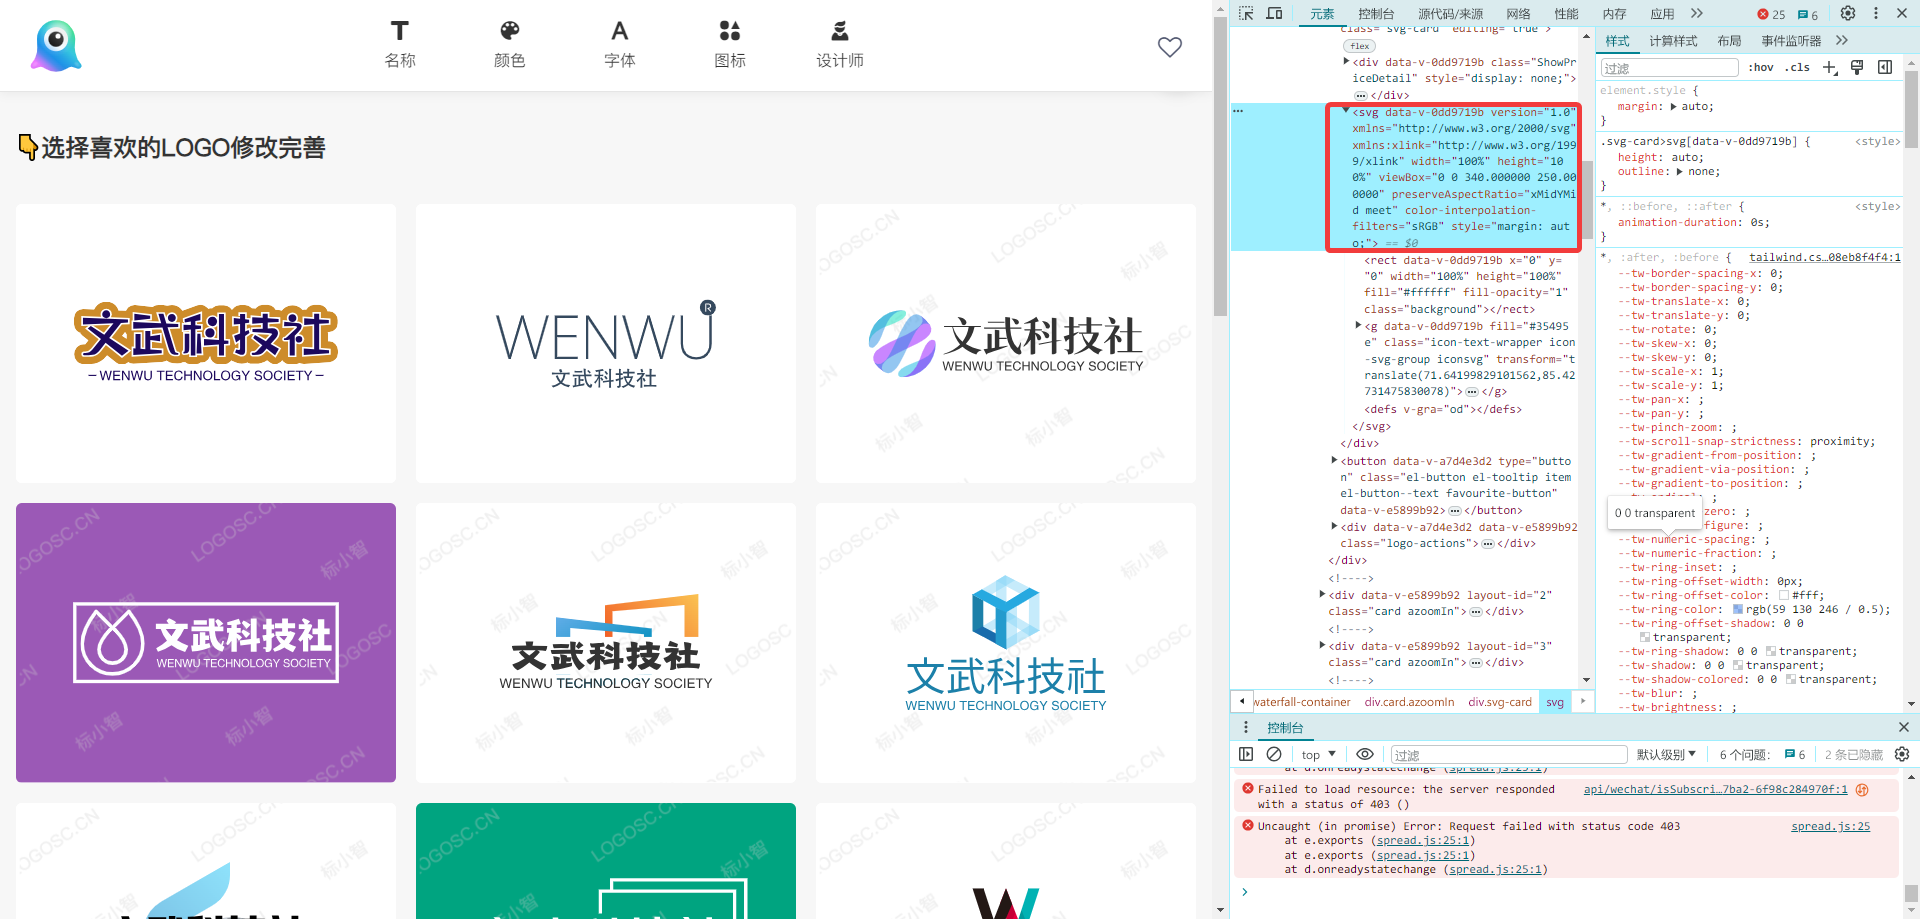 名称
颜色
字体
图标
设计师
选择喜欢的LOGO修改完善
文武科技社
WENWU TECHNOLOGY SOCIETY
WENWU
R
文武科技社
文武科技社
WENWU TECHNOLOGY SOCIETY
LOGOSC.CN
标小智
文武科技社
WENWU TECHNOLOGY SOCIETY
文武科技社
WENWU TECHNOLOGY SOCIETY
文武科技社
WENWU TECHNOLOGY SOCIETY
元素
控制台
源代码/来源
网络
性能
内存
应用
25
6
class="svg-card" editing="true">
flex
<div data-v-0dd9719b class="ShowPr
iceDetail" style="display: none;">
</div>
<svg data-v-0dd9719b version="1.0"
xmlns="http://www.w3.org/2000/svg"
xmlns:xlink="http://www.w3.org/199
9/xlink" width="100%" height="10
0%" viewBox="0 0 340.000000 250.00
0000" preserveAspectRatio="xMidYMi
d meet" color-interpolation-
filters="sRGB" style="margin: aut
o;"> == $0
<rect data-v-0dd9719b x="0" y=
"0" width="100%" height="100%"
fill="#ffffff" fill-opacity="1"
class="background"></rect>
<g data-v-0dd9719b fill="#35495
e" class="icon-text-wrapper icon
-svg-group iconsvg" transform="t
ranslate(71.64199829101562,85.42
731475830078)"></g>
<defs v-gra="od"></defs>
</svg>
</div>
<button data-v-a7d4e3d2 type="butto
n" class="el-button el-tooltip item
el-button--text favourite-button"
data-v-e5899b92></button>
<div data-v-a7d4e3d2 data-v-e5899b92
class="logo-actions"></div>
</div>
<!---->
<div data-v-e5899b92 layout-id="2"
class="card azoomIn"></div>
<!---->
<div data-v-e5899b92 layout-id="3"
class="card azoomIn"></div>
<!---->
waterfall-container
div.card.azoomIn
div.svg-card
svg
样式
计算样式
布局
事件监听器
过滤
:hov
.cls
element.style {
margin: auto;
}
.svg-card>svg[data-v-0dd9719b] {
<style>
height: auto;
outline: none;
}
*, ::before, ::after {
<style>
animation-duration: 0s;
}
*, :after, :before {
tailwind.cs…08eb8f4f4:1
--tw-border-spacing-x: 0;
--tw-border-spacing-y: 0;
--tw-translate-x: 0;
--tw-translate-y: 0;
--tw-rotate: 0;
--tw-skew-x: 0;
--tw-skew-y: 0;
--tw-scale-x: 1;
--tw-scale-y: 1;
--tw-pan-x: ;
--tw-pan-y: ;
--tw-pinch-zoom: ;
--tw-scroll-snap-strictness: proximity;
--tw-gradient-from-position: ;
--tw-gradient-via-position: ;
--tw-gradient-to-position: ;
0 0 transparent
zero: ;
figure: ;
--tw-numeric-spacing: ;
--tw-numeric-fraction: ;
--tw-ring-inset: ;
--tw-ring-offset-width: 0px;
--tw-ring-offset-color: #fff;
--tw-ring-color: rgb(59 130 246 / 0.5);
--tw-ring-offset-shadow: 0 0
transparent;
--tw-ring-shadow: 0 0 transparent;
--tw-shadow: 0 0 transparent;
--tw-shadow-colored: 0 0 transparent;
--tw-blur: ;
--tw-brightness: ;
控制台
top
过滤
默认级别
6 个问题:
6
2 条已隐藏
at d.onreadystatechange (spread.js:25:1)
Failed to load resource: the server responded
with a status of 403 ()
api/wechat/isSubscri…7ba2-6f98c284970f:1
Uncaught (in promise) Error: Request failed with status code 403
spread.js:25
at e.exports (spread.js:25:1)
at e.exports (spread.js:25:1)
at d.onreadystatechange (spread.js:25:1)